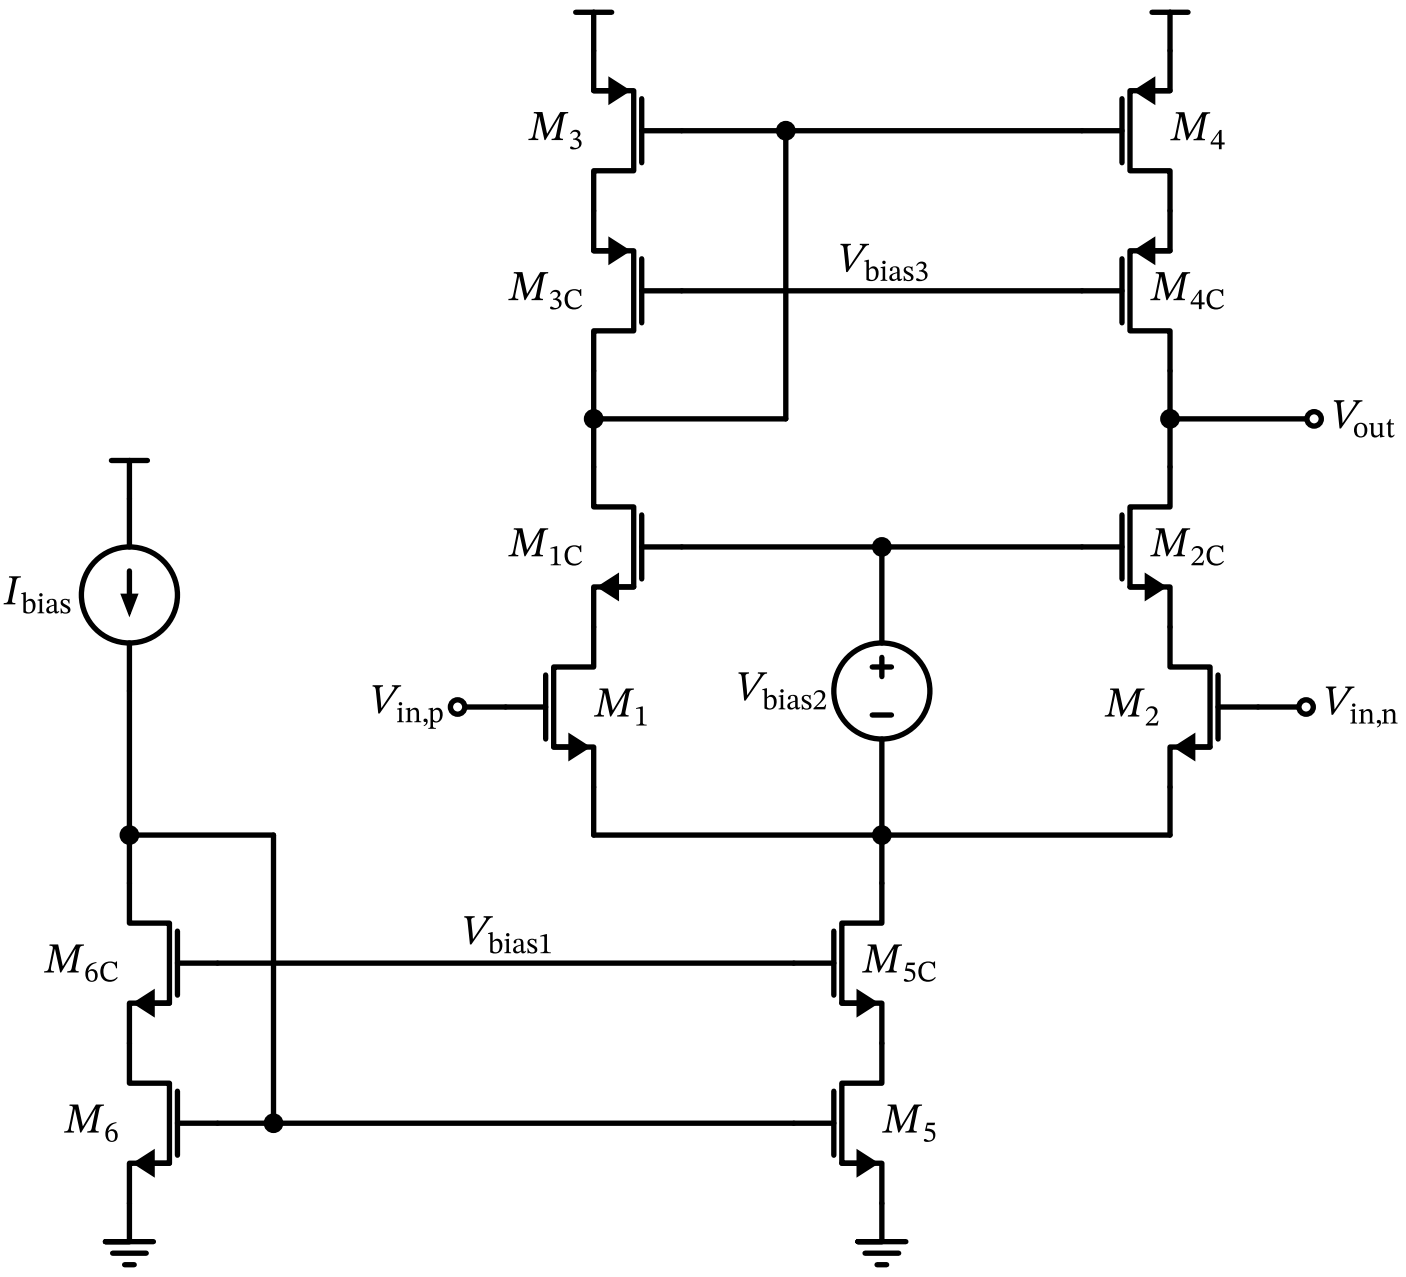 M3 M4
M3C Vbias3 M4C
Vout
M1C M2C
Ibias
Vin,p M1 Vbias2 M2 Vin,n
M6C Vbias1 M5C
M6 M5